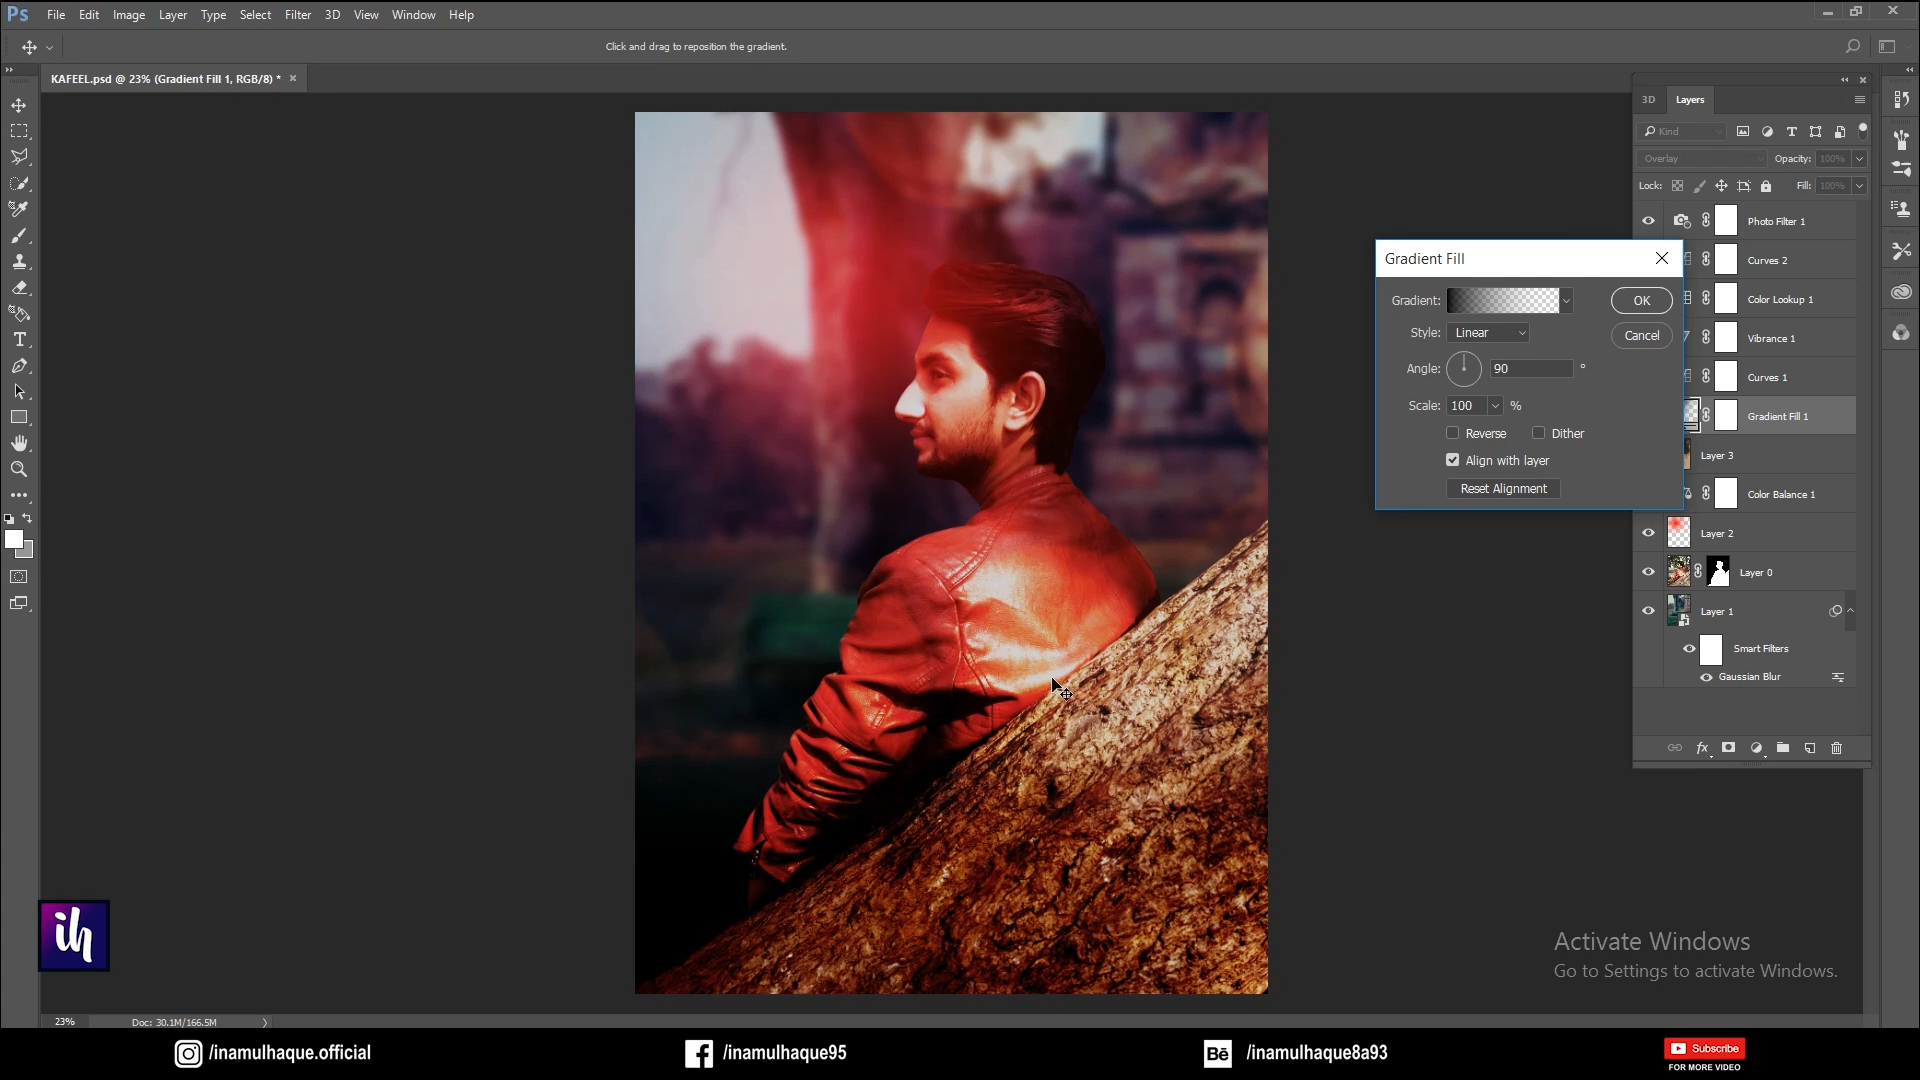 Ps File Edit Image Layer Type Select Filter 3D View Window Help
Click and drag to reposition the gradient.
KAFEEL.psd @ 23% (Gradient Fill 1, RGB/8) *
3D Layers
Kind
Overlay Opacity: 100%
Lock: Fill: 100%
Photo Filter 1
Curves 2
Color Lookup 1
Vibrance 1
Curves 1
Gradient Fill 1
Layer 3
Color Balance 1
Layer 2
Layer 0
Layer 1
Smart Filters
Gaussian Blur
fx
Gradient Fill
Gradient: OK
Style: Linear Cancel
Angle: 90 °
Scale: 100 %
Reverse Dither
Align with layer
Reset Alignment
ih
Activate Windows
Go to Settings to activate Windows.
23% Doc: 30.1M/166.5M
/inamulhaque.official
/inamulhaque95
Bē /inamulhaque8a93
Subscribe
FOR MORE VIDEO